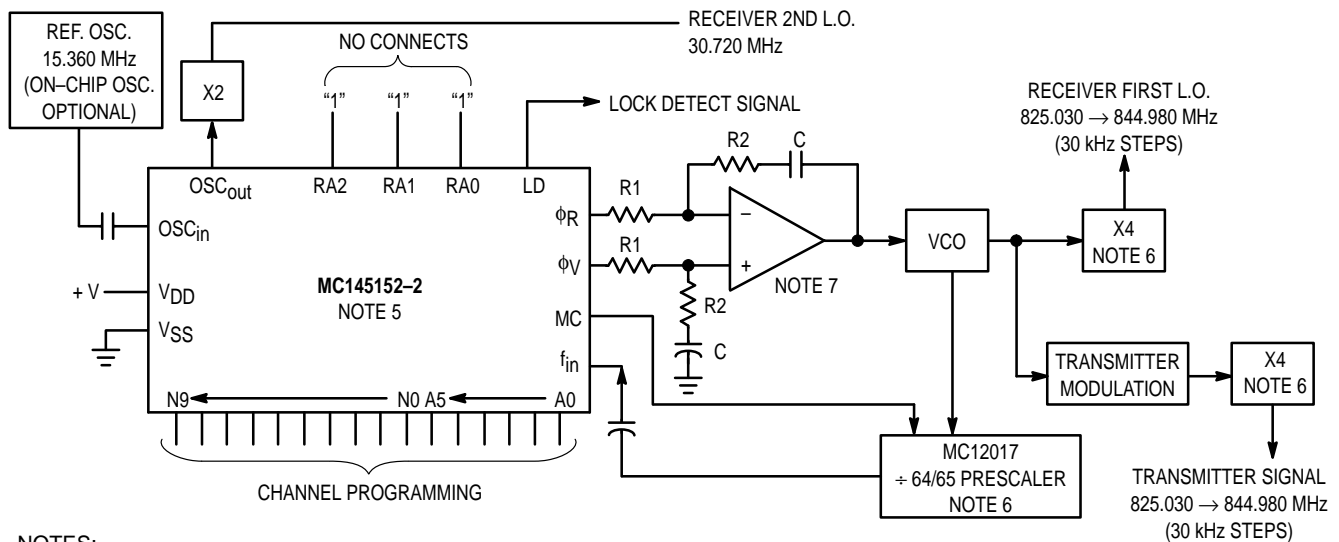 REF. OSC.
15.360 MHz
(ON–CHIP OSC.
OPTIONAL)
X2
RECEIVER 2ND L.O.
30.720 MHz
NO CONNECTS
“1”
“1”
“1”
LOCK DETECT SIGNAL
RECEIVER FIRST L.O.
825.030 → 844.980 MHz
(30 kHz STEPS)
OSCout
RA2
RA1
RA0
LD
OSCin
+ V
VDD
VSS
MC145152–2
NOTE 5
ϕR
ϕV
MC
fin
R1
R1
R2
C
–
+
NOTE 7
R2
C
VCO
X4
NOTE 6
TRANSMITTER
MODULATION
X4
NOTE 6
N9
N0 A5
A0
CHANNEL PROGRAMMING
MC12017
÷ 64/65 PRESCALER
NOTE 6
TRANSMITTER SIGNAL
825.030 → 844.980 MHz
(30 kHz STEPS)
NOTES: